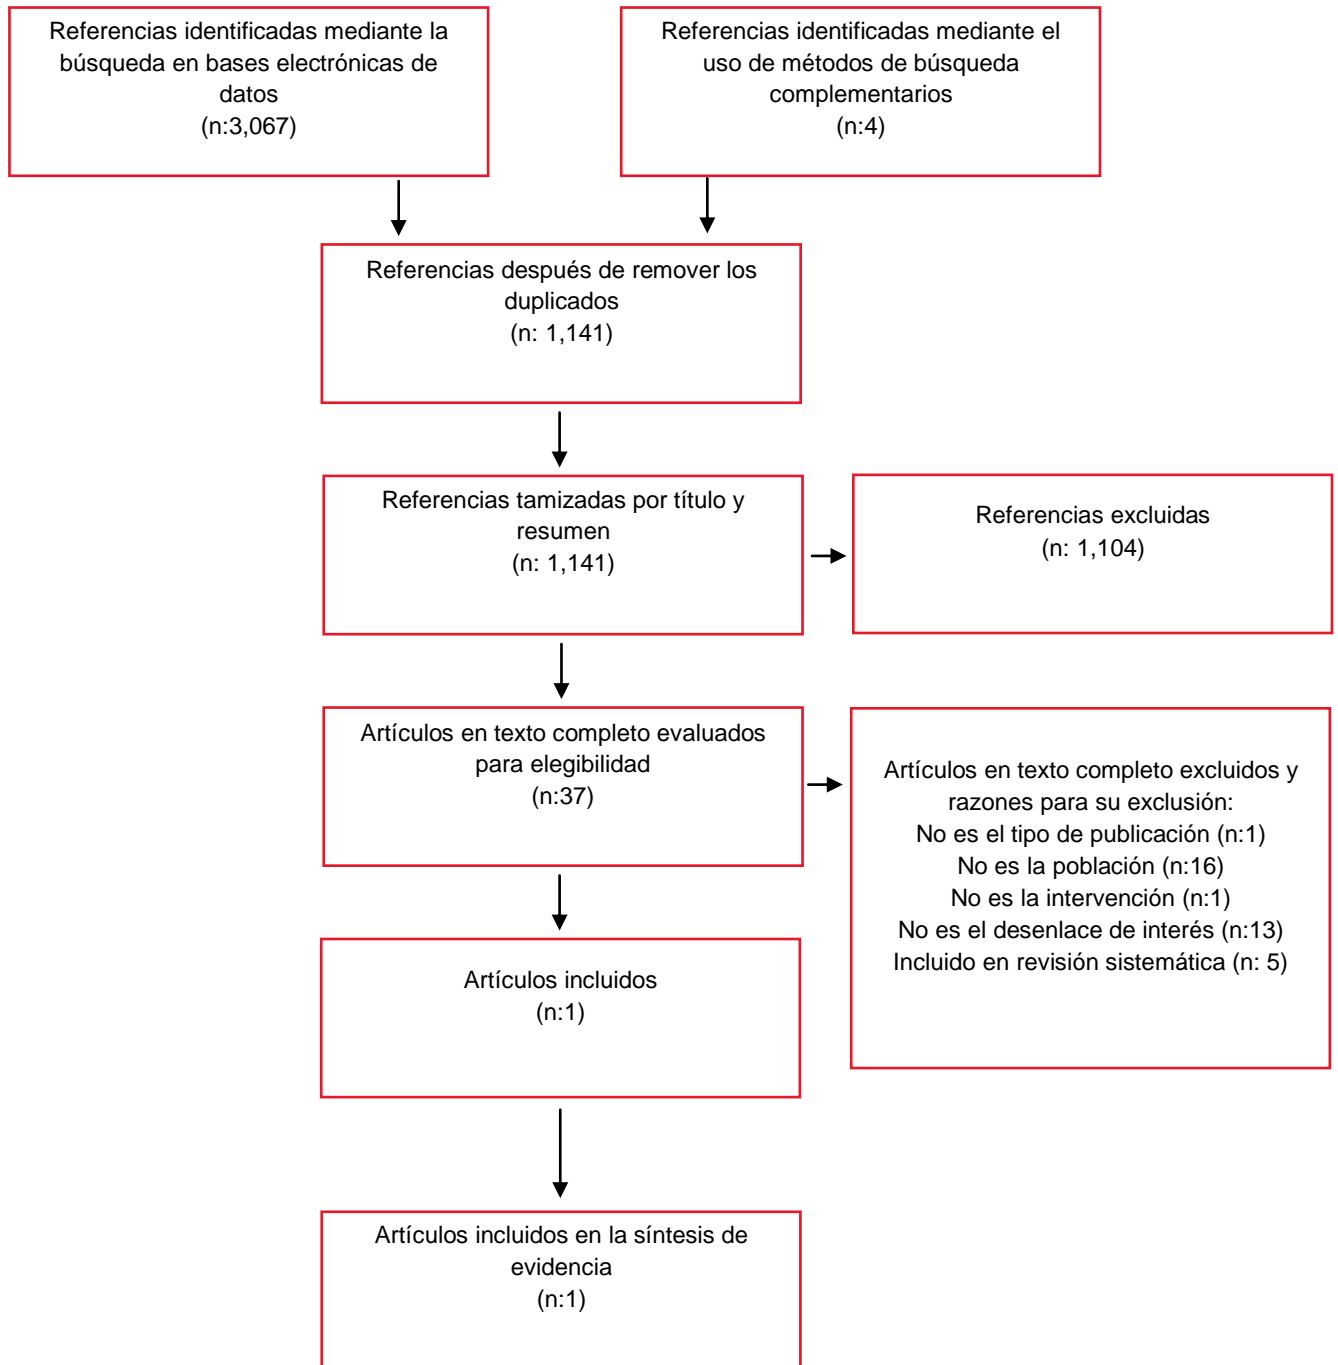 Referencias identificadas mediante la
búsqueda en bases electrónicas de
datos
(n:3,067)
Referencias identificadas mediante el
uso de métodos de búsqueda
complementarios
(n:4)
Referencias después de remover los
duplicados
(n: 1,141)
Referencias tamizadas por título y
resumen
(n: 1,141)
Referencias excluidas
(n: 1,104)
Artículos en texto completo evaluados
para elegibilidad
(n:37)
Artículos en texto completo excluidos y
razones para su exclusión:
No es el tipo de publicación (n:1)
No es la población (n:16)
No es la intervención (n:1)
No es el desenlace de interés (n:13)
Incluido en revisión sistemática (n: 5)
Artículos incluidos
(n:1)
Artículos incluidos en la síntesis de
evidencia
(n:1)